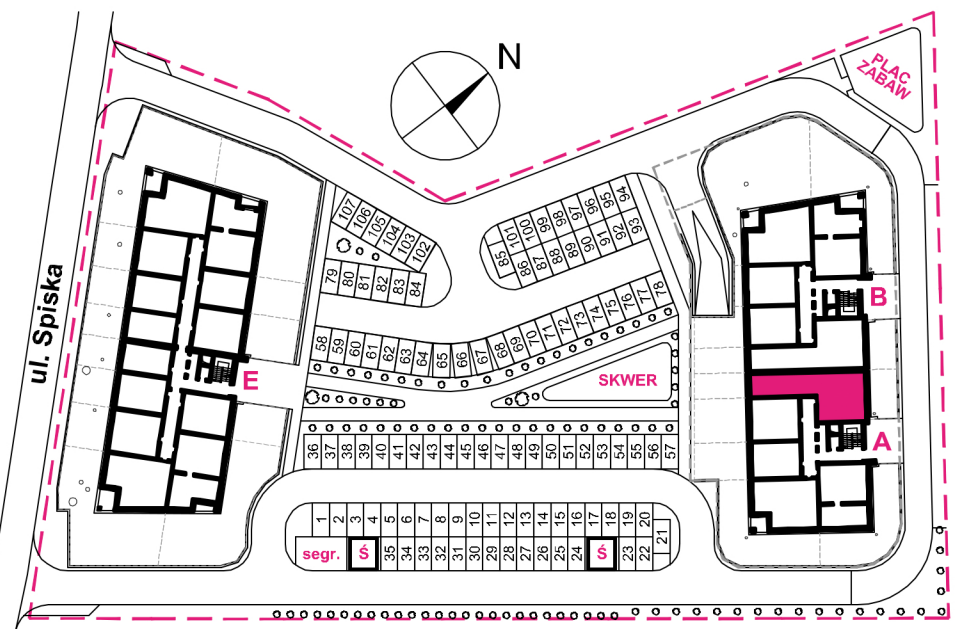 N
PLAC
ZABAW
ul. Spiska
107 106 105 104 103 102
101 100 99 98 97 96 95 94
85 86 87 88 89 90 91 92 93
79 80 81 82 83 84
58 59 60 61 62 63 64 65 66 67 68 69 70 71 72 73 74 75 76 77 78
B
E
SKWER
A
36 37 38 39 40 41 42 43 44 45 46 47 48 49 50 51 52 53 54 55 56 57
1 2 3 4 5 6 7 8 9 10 11 12 13 14 15 16 17 18 19 20
21
segr. Ś 35 34 33 32 31 30 29 28 27 26 25 24 Ś 23 22